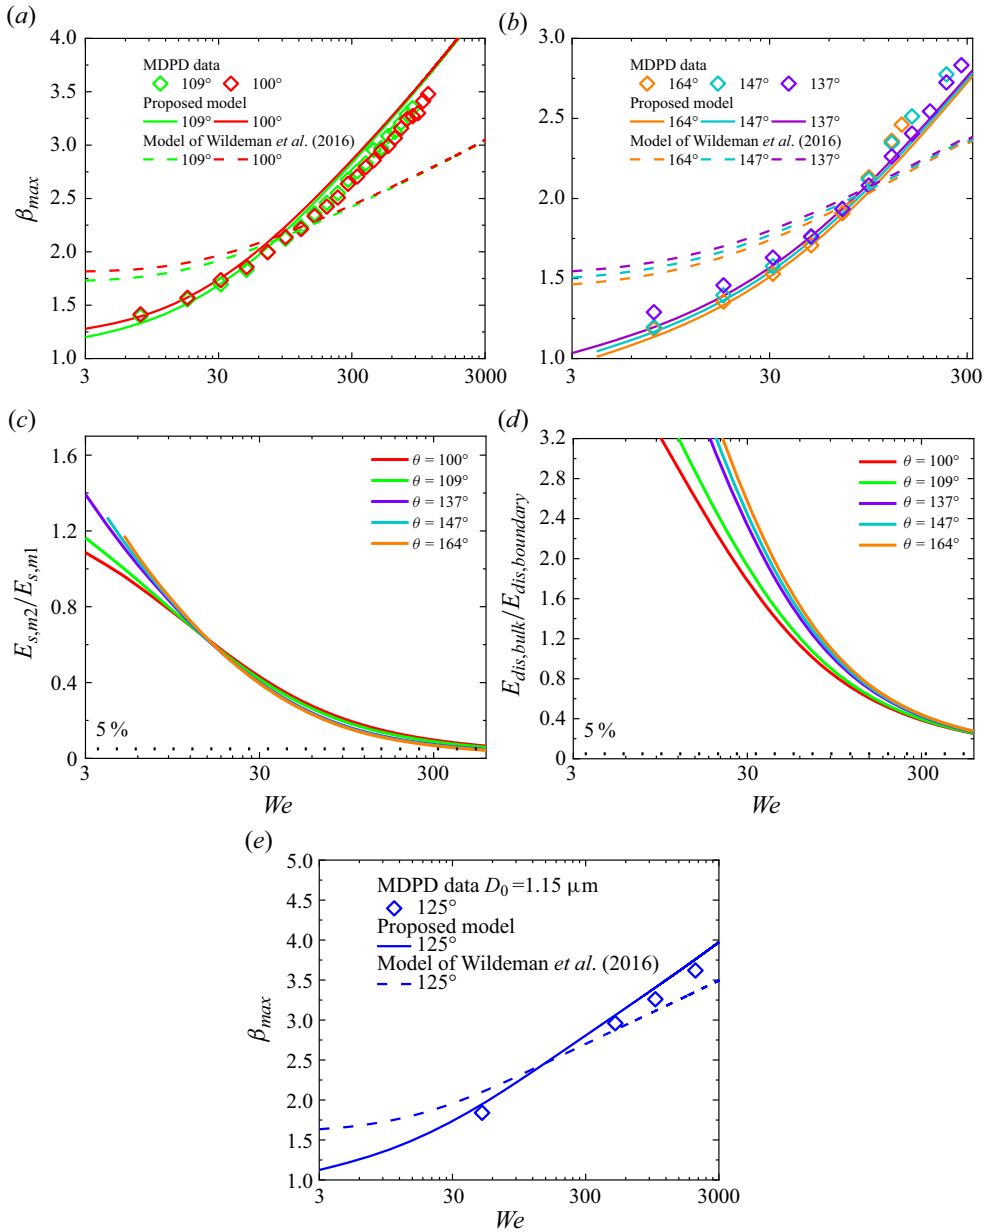 (a)
4.0
3.5
3.0
2.5
2.0
1.5
1.0
β_max
MDPD data
109° 100°
Proposed model
109° 100°
Model of Wildeman et al. (2016)
109° 100°
3 30 300 3000
(b)
3.0
2.5
2.0
1.5
1.0
MDPD data
164° 147° 137°
Proposed model
164° 147° 137°
Model of Wildeman et al. (2016)
164° 147° 137°
3 30 300
(c)
1.6
1.2
0.8
0.4
0
E_s,m2/E_s,m1
θ = 100°
θ = 109°
θ = 137°
θ = 147°
θ = 164°
5 %
3 30 300
We
(d)
3.2
2.8
2.4
2.0
1.6
1.2
0.8
0.4
0
E_dis,bulk/E_dis,boundary
θ = 100°
θ = 109°
θ = 137°
θ = 147°
θ = 164°
5 %
3 30 300
We
(e)
5.0
4.5
4.0
3.5
3.0
2.5
2.0
1.5
1.0
β_max
MDPD data D₀ =1.15 μm
125°
Proposed model
125°
Model of Wildeman et al. (2016)
125°
3 30 300 3000
We